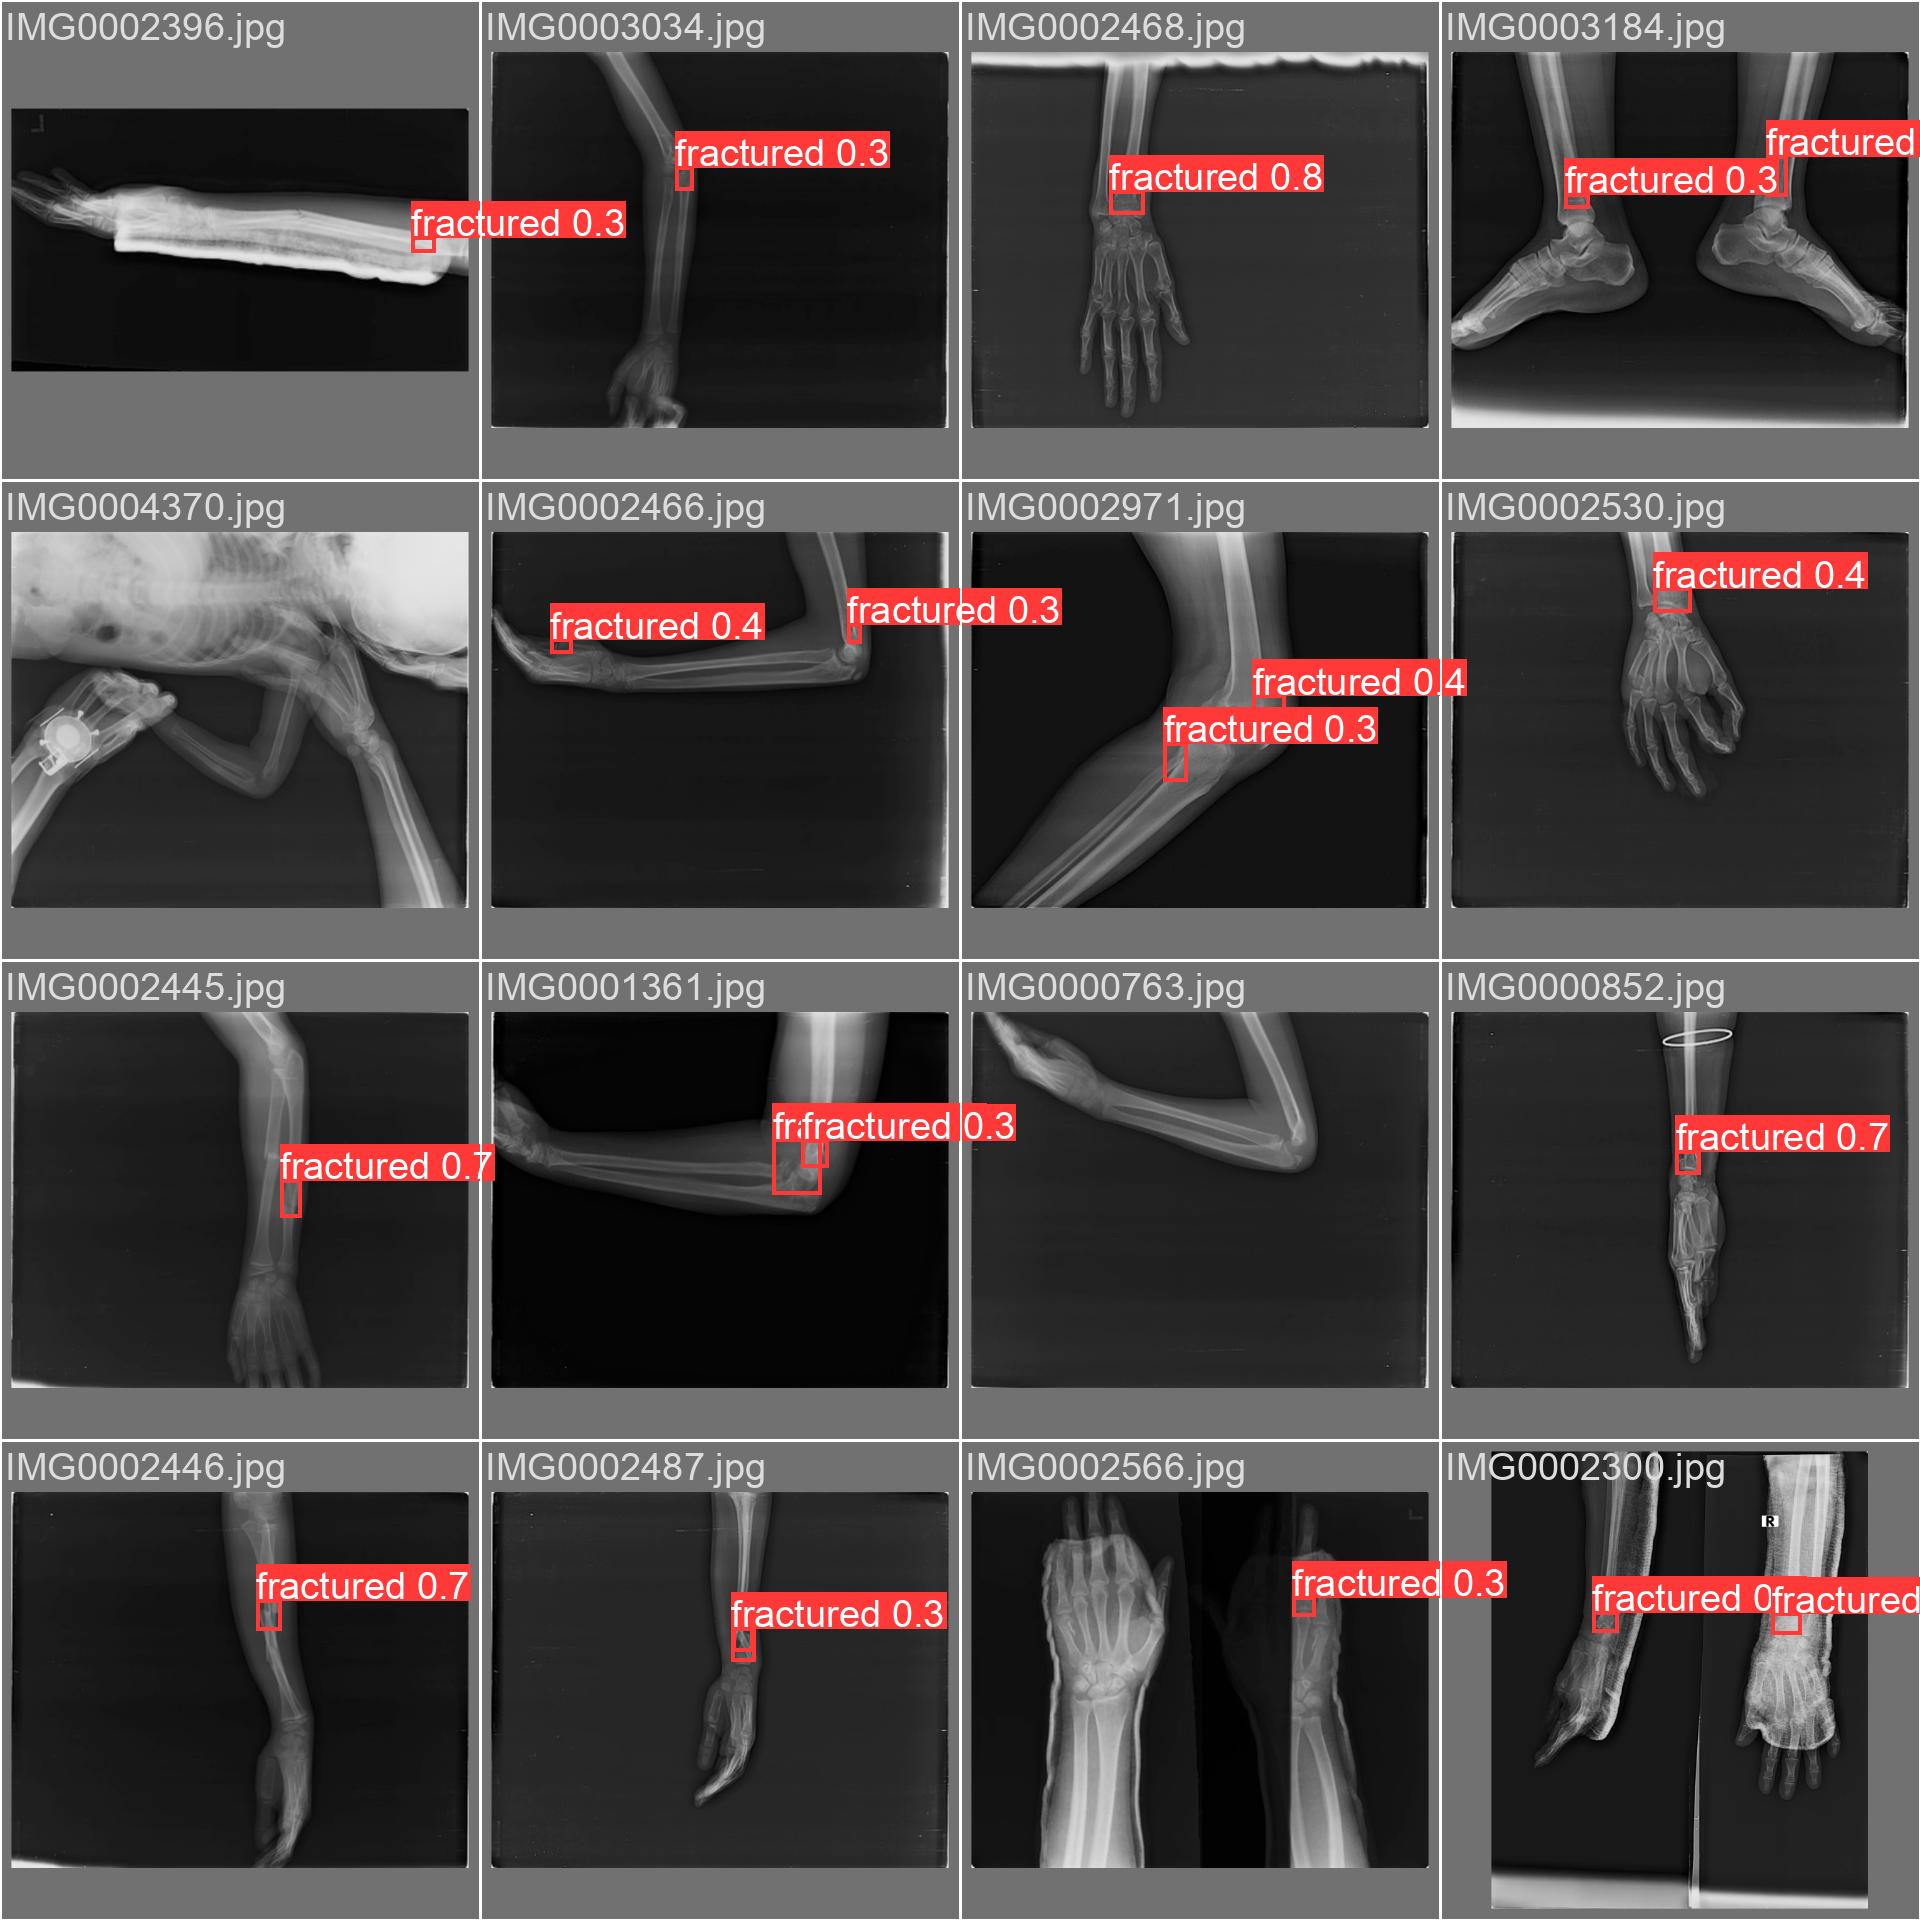 IMG0002396.jpg
fractured 0.3
IMG0003034.jpg
fractured 0.3
IMG0002468.jpg
fractured 0.8
IMG0003184.jpg
fractured 0.3
fractured
IMG0004370.jpg
IMG0002466.jpg
fractured 0.4
fractured 0.3
IMG0002971.jpg
fractured 0.4
fractured 0.3
IMG0002530.jpg
fractured 0.4
IMG0002445.jpg
fractured 0.7
IMG0001361.jpg
fr
fractured 0.3
IMG0000763.jpg
IMG0000852.jpg
fractured 0.7
IMG0002446.jpg
fractured 0.7
IMG0002487.jpg
fractured 0.3
IMG0002566.jpg
L
fractured 0.3
IMG0002300.jpg
R
fractured 0
fractured